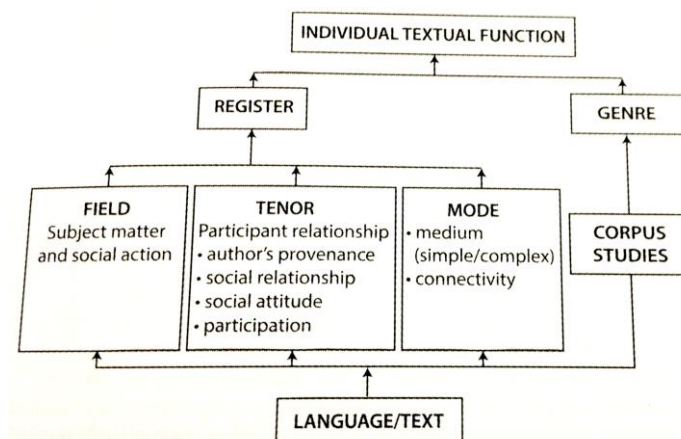 INDIVIDUAL TEXTUAL FUNCTION
REGISTER
GENRE
FIELD
Subject matter
and social action
TENOR
Participant relationship
• author's provenance
• social relationship
• social attitude
• participation
MODE
• medium
(simple/complex)
• connectivity
CORPUS
STUDIES
LANGUAGE/TEXT